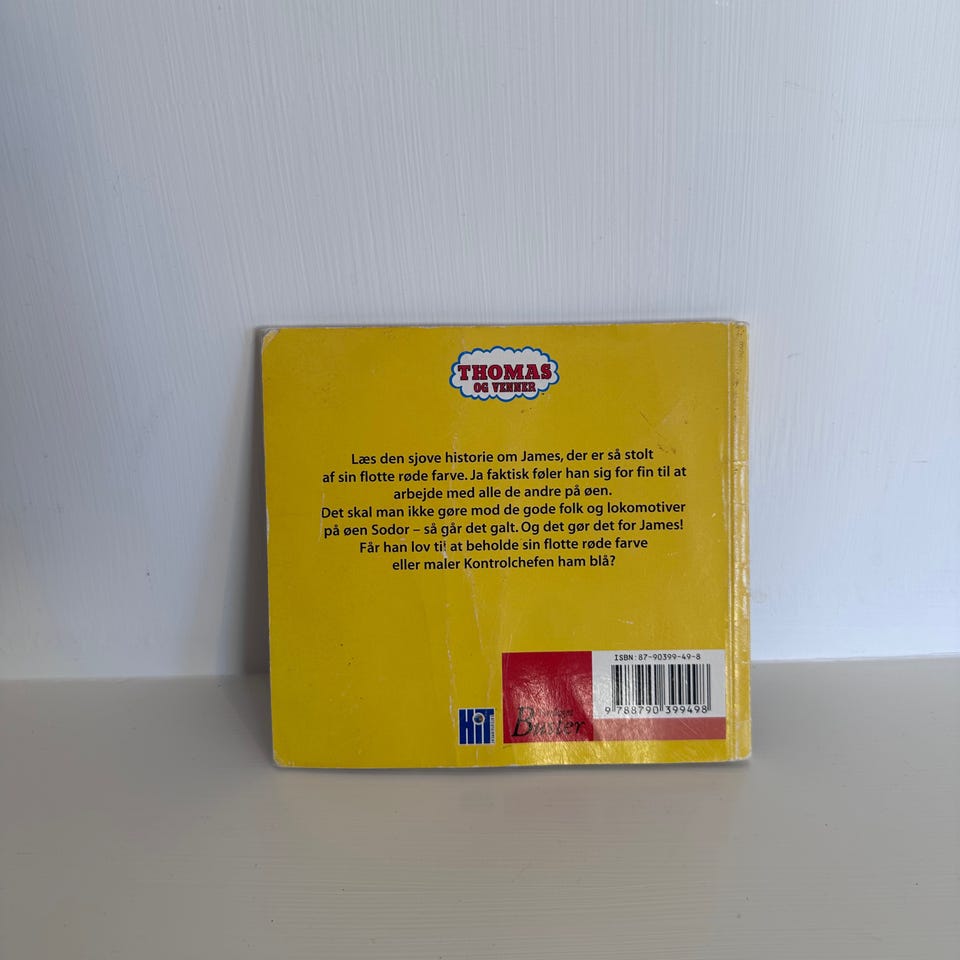 THOMAS
OG VENNER
Læs den sjove historie om James, der er så stolt
af sin flotte røde farve. Ja faktisk føler han sig for fin til at
arbejde med alle de andre på øen.
Det skal man ikke gøre mod de gode folk og lokomotiver
på øen Sodor – så går det galt. Og det gør det for James!
Får han lov til at beholde sin flotte røde farve
eller maler Kontrolchefen ham blå?
ISBN: 87-90399-49-8
9 788790 399498
HiT
Buster